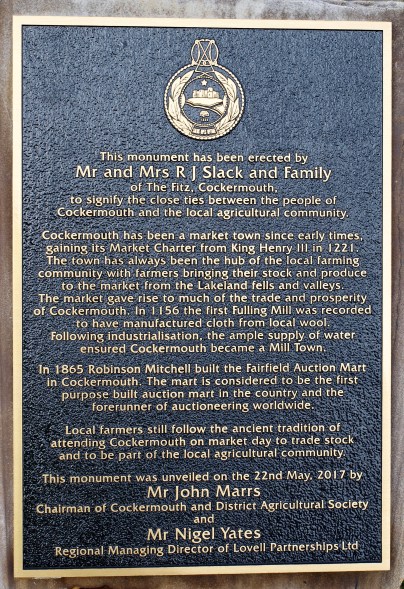 This monument has been erected by
Mr and Mrs R J Slack and Family
of The Fitz, Cockermouth,
to signify the close ties between the people of
Cockermouth and the local agricultural community.
Cockermouth has been a market town since early times,
gaining its Market Charter from King Henry III in 1221.
The town has always been the hub of the local farming
community with farmers bringing their stock and produce
to the market from the Lakeland fells and valleys.
The market gave rise to much of the trade and prosperity
of Cockermouth. In 1156 the first Fulling Mill was recorded
to have manufactured cloth from local wool.
Following industrialisation, the ample supply of water
ensured Cockermouth became a Mill Town.
In 1865 Robinson Mitchell built the Fairfield Auction Mart
in Cockermouth. The mart is considered to be the first
purpose built auction mart in the country and the
forerunner of auctioneering worldwide.
Local farmers still follow the ancient tradition of
attending Cockermouth on market day to trade stock
and to be part of the local agricultural community.
This monument was unveiled on the 22nd May, 2017 by
Mr John Marrs
Chairman of Cockermouth and District Agricultural Society
and
Mr Nigel Yates
Regional Managing Director of Lovell Partnerships Ltd